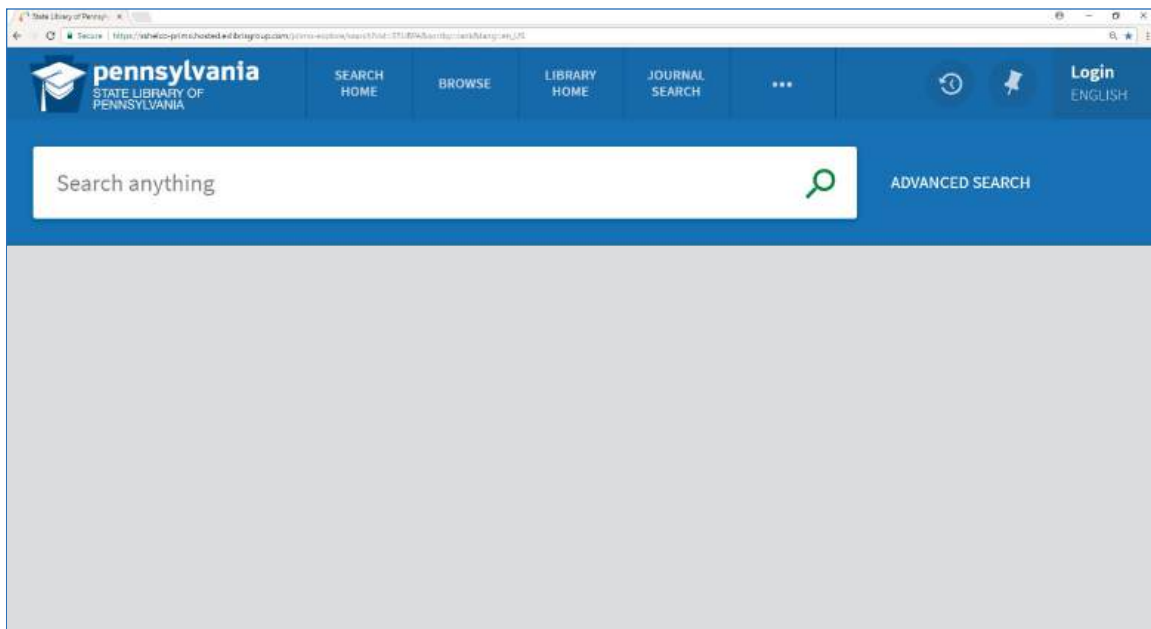 State Library of Pennsylv
Secure
pennsylvania
STATE LIBRARY OF
PENNSYLVANIA
SEARCH
HOME
BROWSE
LIBRARY
HOME
JOURNAL
SEARCH
Login
ENGLISH
Search anything
ADVANCED SEARCH